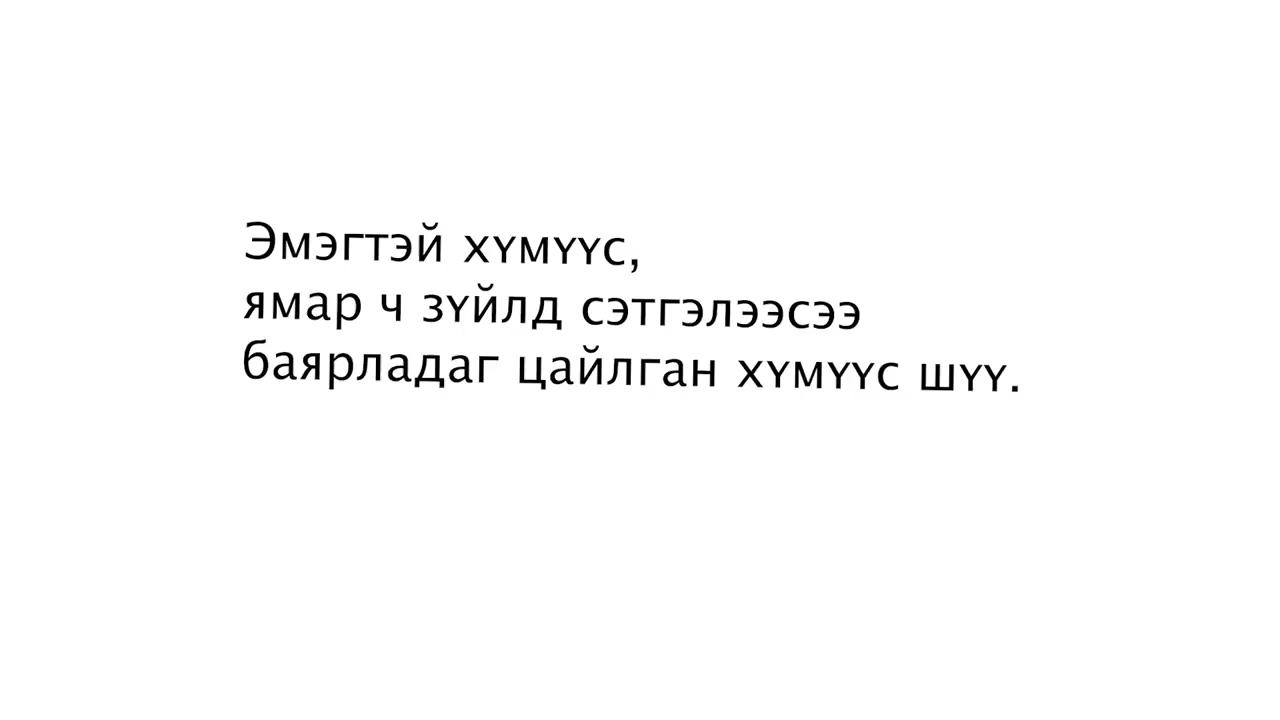 Эмэгтэй хүмүүс,
ямар ч зүйлд сэтгэлээсээ
баярладаг цайлган хүмүүс шүү.